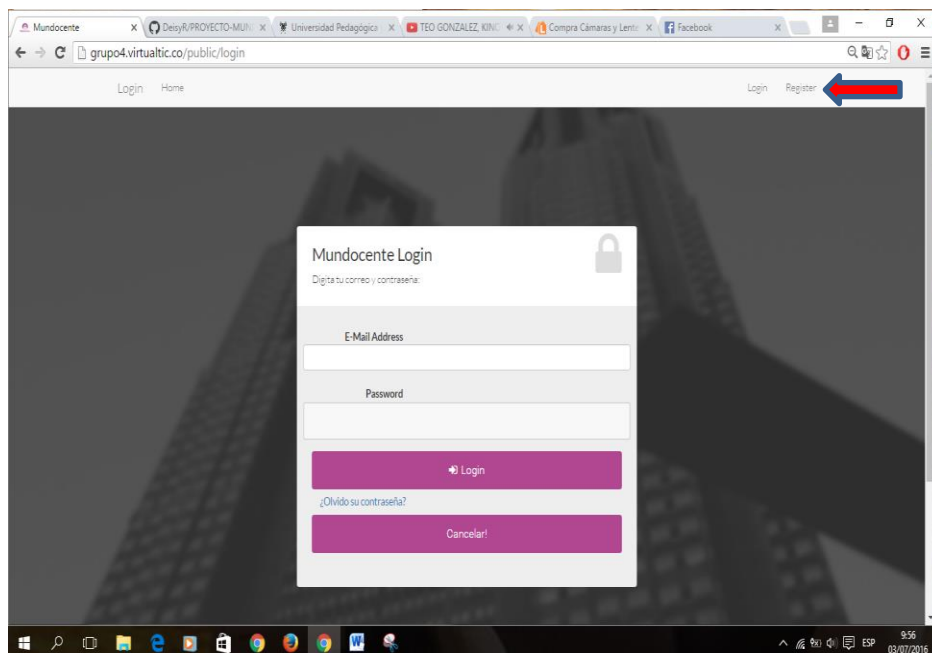 Mundocente
DeisyR/PROYECTO-MUN
Universidad Pedagógica
TEO GONZALEZ, KING
Compra Cámaras y Lente
Facebook
grupo4.virtualtic.co/public/login
Login Home Login Register
Mundocente Login
Digita tu correo y contraseña:
E-Mail Address
Password
Login
¿Olvido su contraseña?
Cancelar!
ESP
9:56
03/07/2016